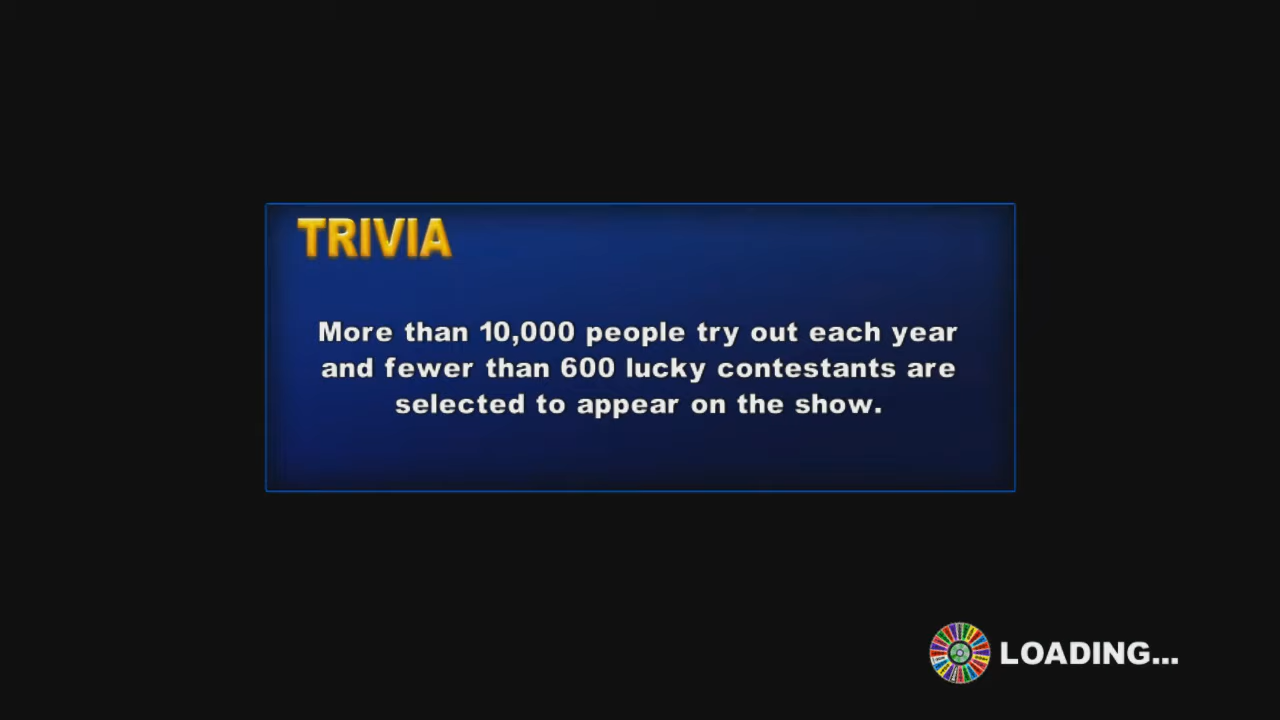 TRIVIA
More than 10,000 people try out each year
and fewer than 600 lucky contestants are
selected to appear on the show.
LOADING...